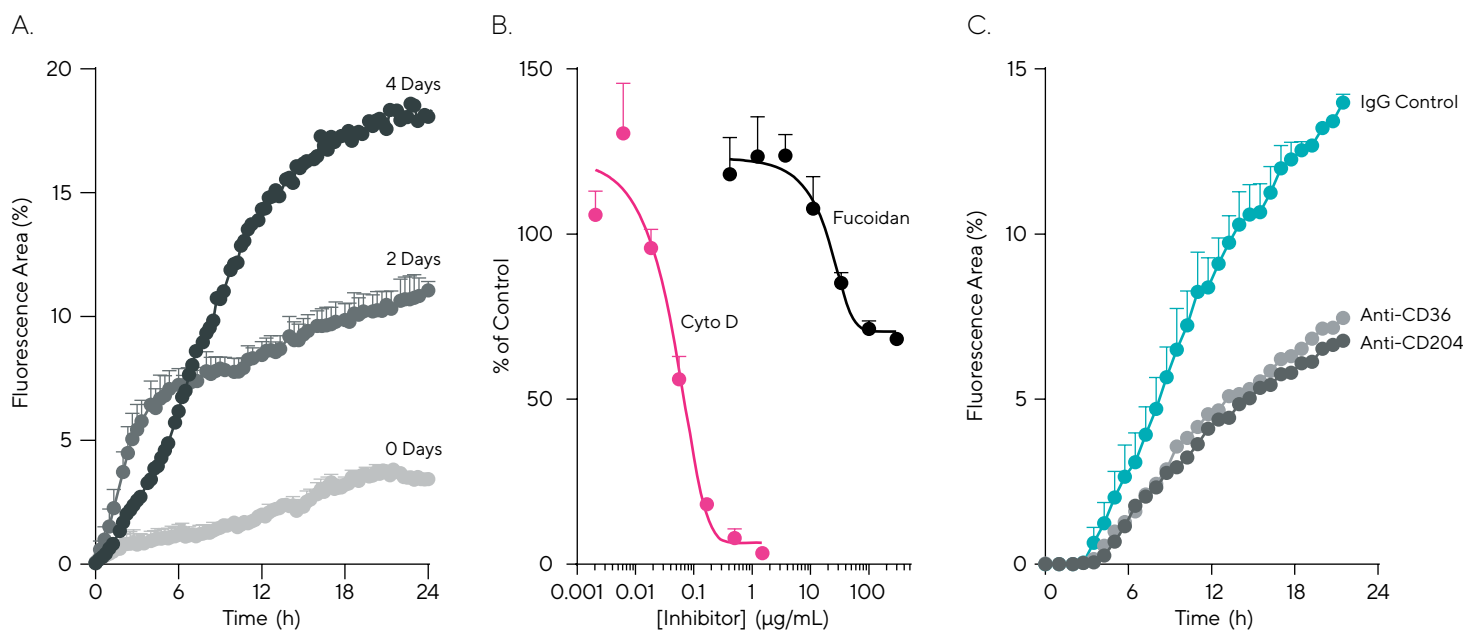 A.
Fluorescence Area (%)
20
15
10
5
0
4 Days
2 Days
0 Days
0 6 12 18 24
Time (h)
B.
% of Control
150
100
50
0
Cyto D
Fucoidan
0.001 0.01 0.1 1 10 100
[Inhibitor] (µg/mL)
C.
Fluorescence Area (%)
15
10
5
0
IgG Control
Anti-CD36
Anti-CD204
0 6 12 18 24
Time (h)